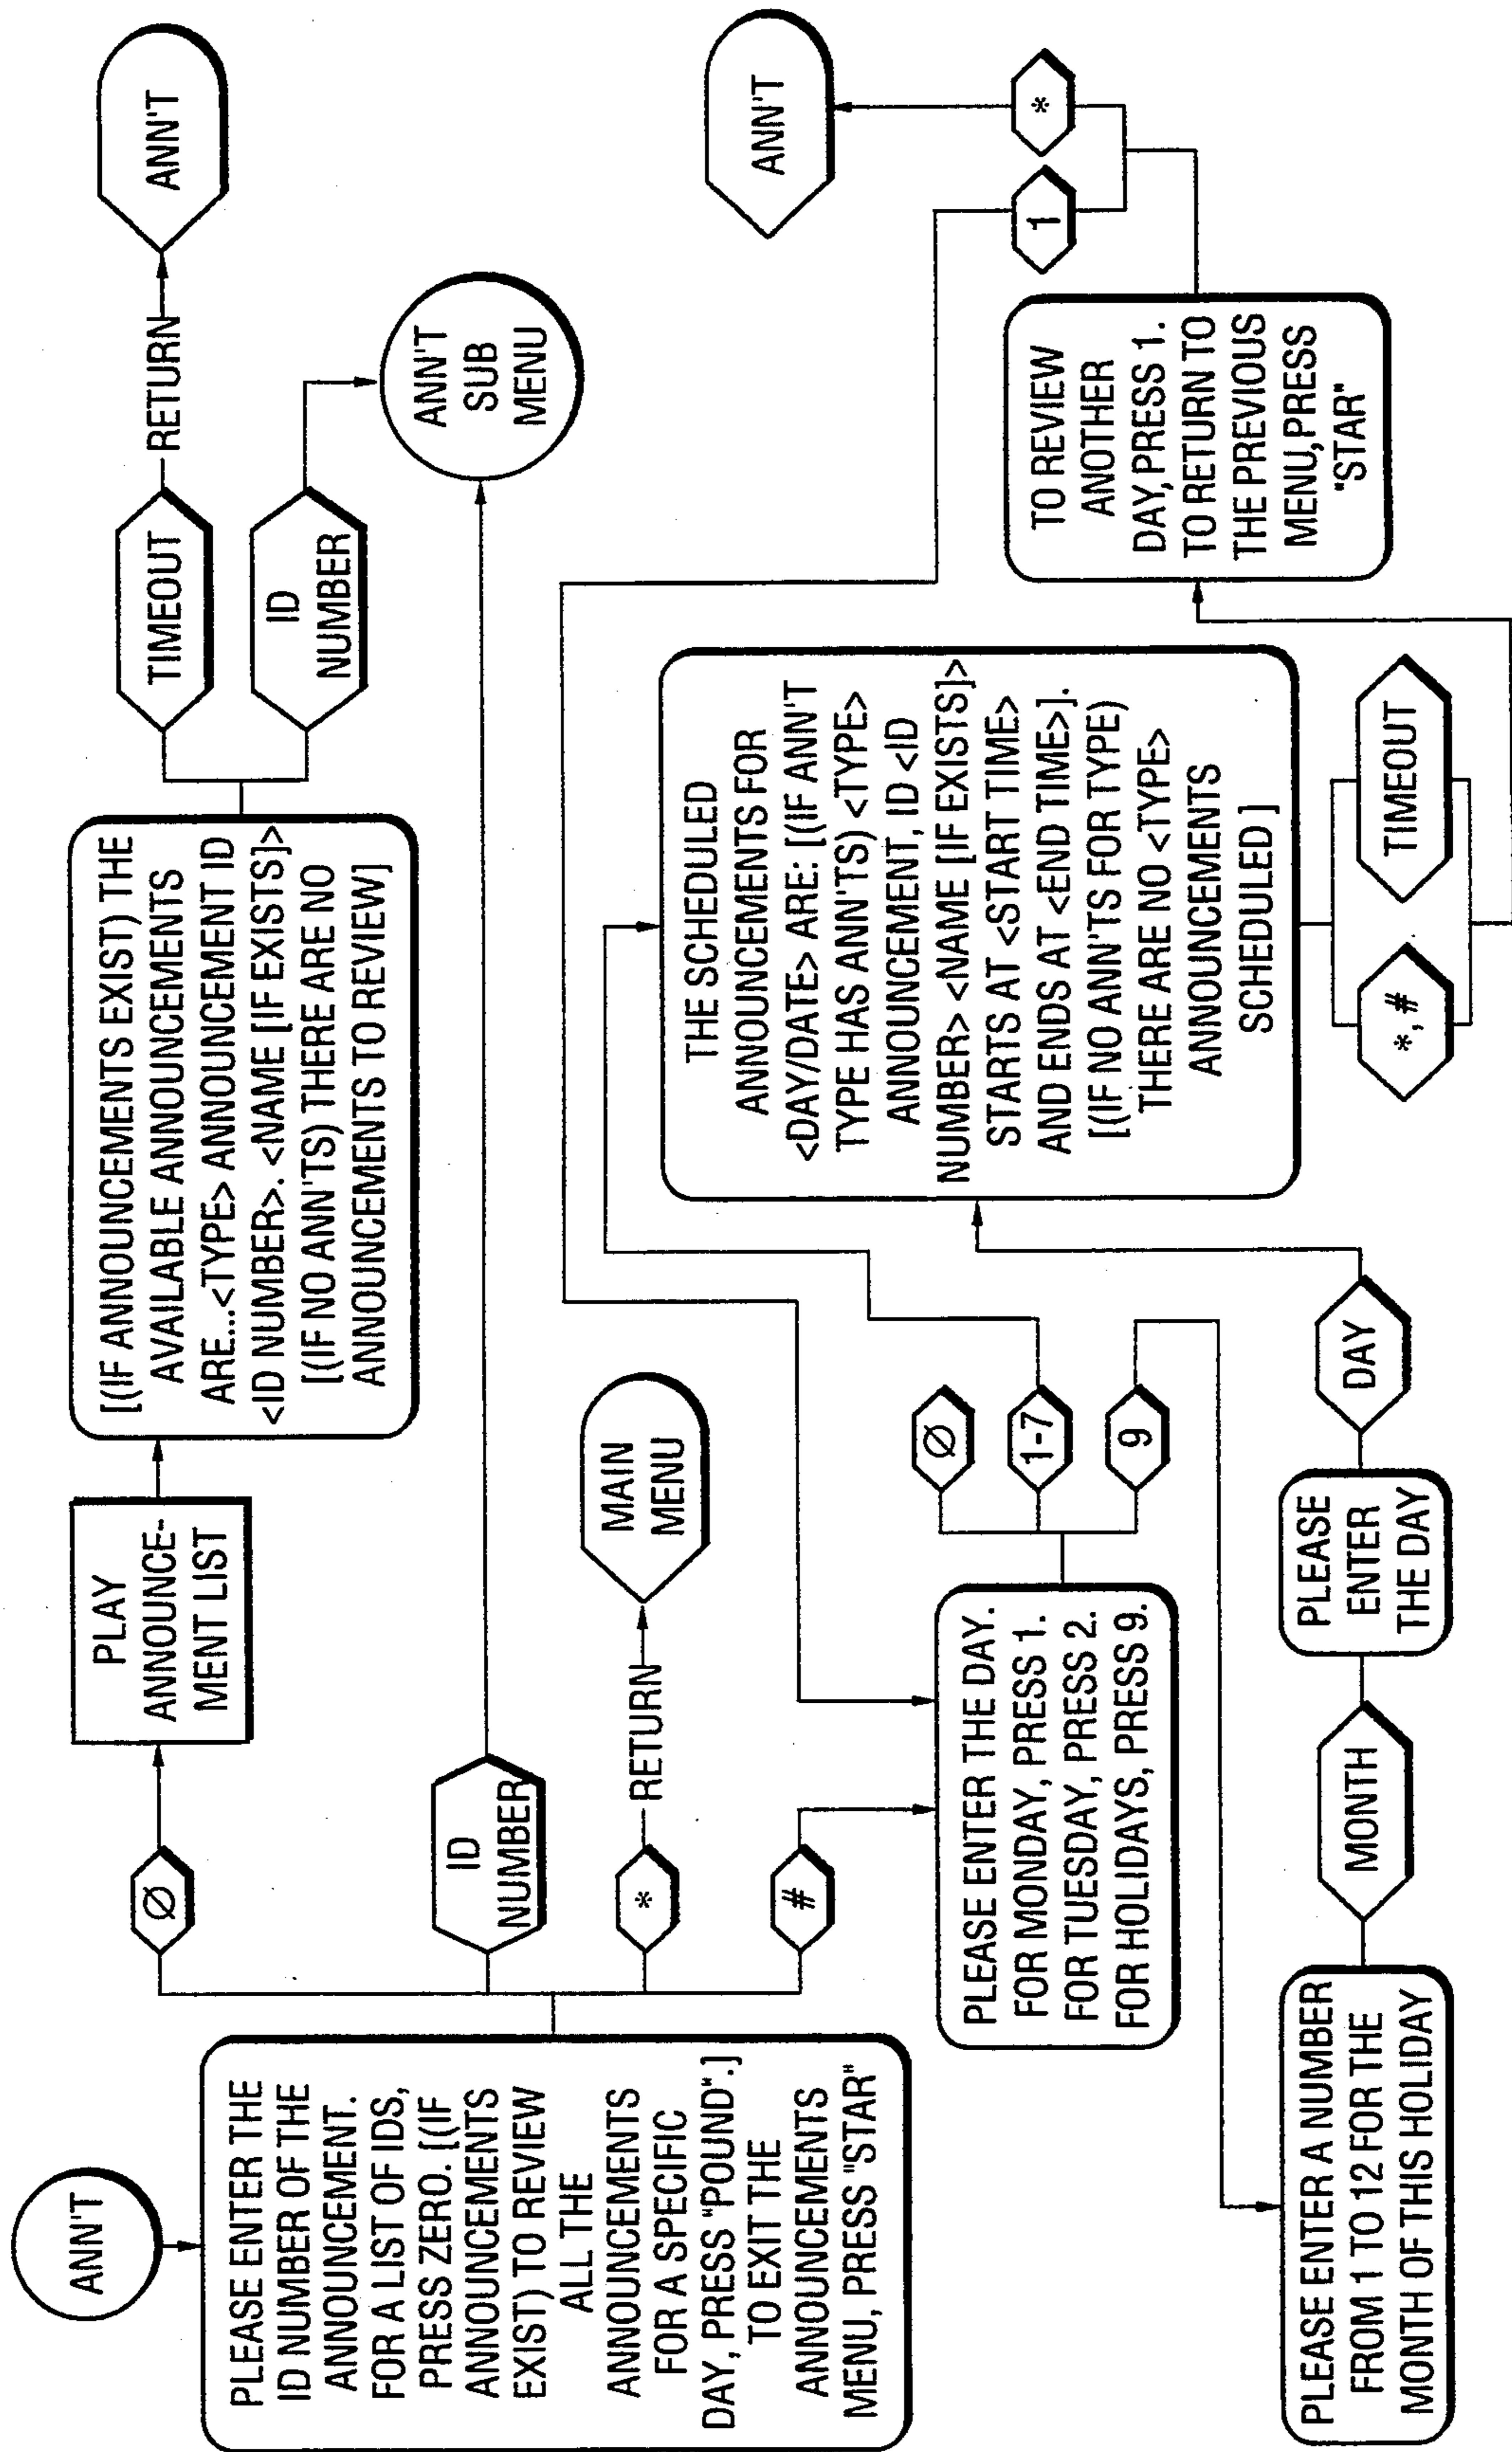 ANN'T
PLEASE ENTER THE
ID NUMBER OF THE
ANNOUNCEMENT.
FOR A LIST OF IDS,
PRESS ZERO. [(IF
ANNOUNCEMENTS
EXIST) TO REVIEW
ALL THE
ANNOUNCEMENTS
FOR A SPECIFIC
DAY, PRESS "POUND".]
TO EXIT THE
ANNOUNCEMENTS
MENU, PRESS "STAR"
Ø
PLAY
ANNOUNCE-
MENT LIST
[(IF ANNOUNCEMENTS EXIST) THE
AVAILABLE ANNOUNCEMENTS
ARE...<TYPE> ANNOUNCEMENT ID
<ID NUMBER>. <NAME [IF EXISTS]>
[(IF NO ANN'TS) THERE ARE NO
ANNOUNCEMENTS TO REVIEW]
TIMEOUT
RETURN
ANN'T
ID
NUMBER
ANN'T
SUB
MENU
ID
NUMBER
*
RETURN
MAIN
MENU
#
PLEASE ENTER THE DAY.
FOR MONDAY, PRESS 1.
FOR TUESDAY, PRESS 2.
FOR HOLIDAYS, PRESS 9.
Ø
1-7
9
THE SCHEDULED
ANNOUNCEMENTS FOR
<DAY/DATE> ARE: [(IF ANN'T
TYPE HAS ANN'TS) <TYPE>
ANNOUNCEMENT, ID <ID
NUMBER> <NAME [IF EXISTS]>
STARTS AT <START TIME>
AND ENDS AT <END TIME>].
[(IF NO ANN'TS FOR TYPE)
THERE ARE NO <TYPE>
ANNOUNCEMENTS
SCHEDULED ]
*, #
TIMEOUT
TO REVIEW
ANOTHER
DAY, PRESS 1.
TO RETURN TO
THE PREVIOUS
MENU, PRESS
"STAR"
1
*
ANN'T
PLEASE ENTER A NUMBER
FROM 1 TO 12 FOR THE
MONTH OF THIS HOLIDAY
MONTH
PLEASE
ENTER
THE DAY
DAY